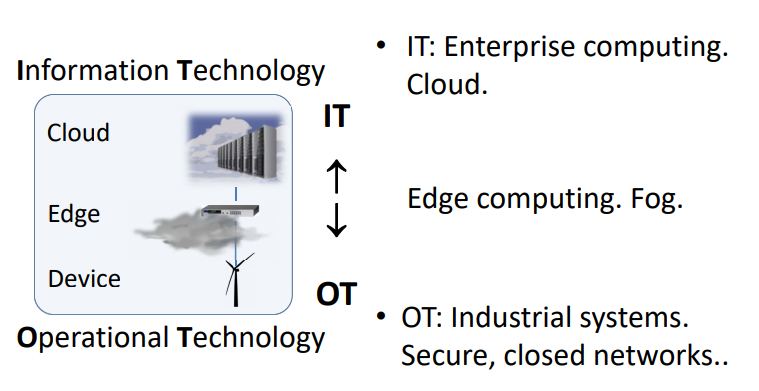 Information Technology
Cloud
Edge
Device
Operational Technology
IT
OT
• IT: Enterprise computing.
Cloud.
Edge computing. Fog.
• OT: Industrial systems.
Secure, closed networks..